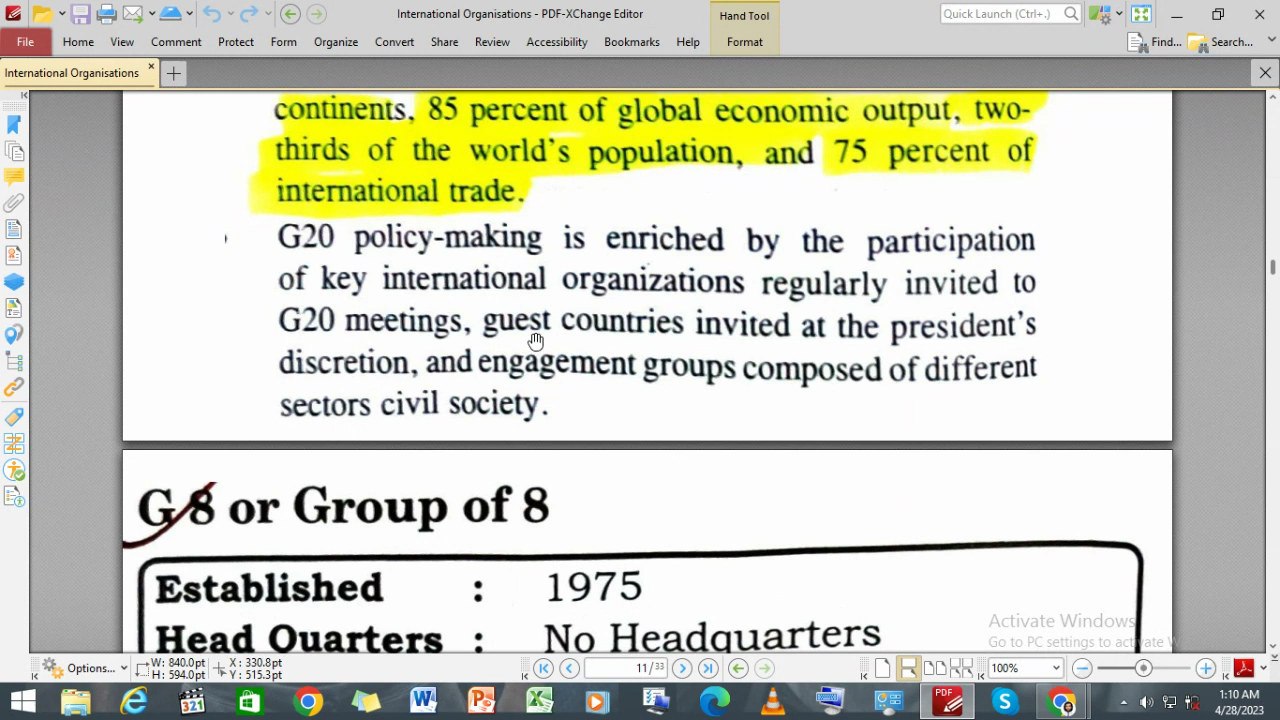 International Organisations - PDF-XChange Editor
Hand Tool
Quick Launch (Ctrl+.)
File Home View Comment Protect Form Organize Convert Share Review Accessibility Bookmarks Help Format
Find...
Search...
International Organisations
continents, 85 percent of global economic output, two-
thirds of the world's population, and 75 percent of
international trade.
G20 policy-making is enriched by the participation
of key international organizations regularly invited to
G20 meetings, guest countries invited at the president's
discretion, and engagement groups composed of different
sectors civil society.
G 8 or Group of 8
Established : 1975
Head Quarters : No Headquarters
Activate Windows
Go to PC settings to activate W
Options...
W: 840.0pt
H: 594.0pt
X: 330.8pt
Y: 515.3pt
11 / 33
100%
321
PDF
1:10 AM
4/28/2023